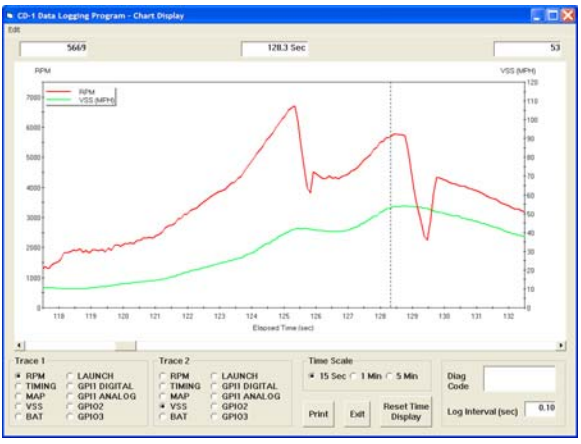 CD-1 Data Logging Program - Chart Display
Edit
5669
128.3 Sec
53
RPM
VSS (MPH)
RPM
VSS (MPH)
7000
6000
5000
4000
3000
2000
1000
0
120
110
100
90
80
70
60
50
40
30
20
10
0
118 119 120 121 122 123 124 125 126 127 128 129 130 131 132
Elapsed Time (sec)
Trace 1
RPM LAUNCH
TIMING GPI1 DIGITAL
MAP GPI1 ANALOG
VSS GPIO2
BAT GPIO3
Trace 2
RPM LAUNCH
TIMING GPI1 DIGITAL
MAP GPI1 ANALOG
VSS GPIO2
BAT GPIO3
Time Scale
15 Sec 1 Min 5 Min
Print
Exit
Reset Time
Display
Diag
Code
Log Interval (sec) 0.10